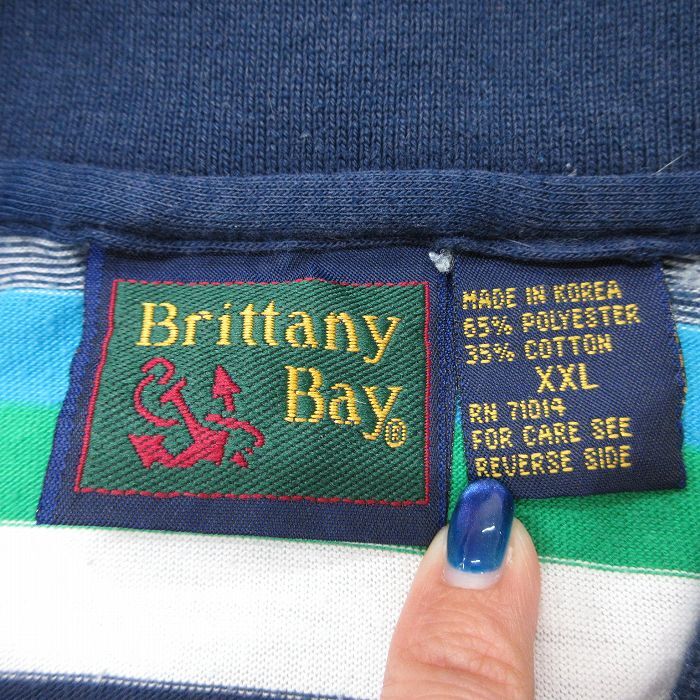 Brittany
Bay®
MADE IN KOREA
65% POLYESTER
35% COTTON
XXL
RN 71014
FOR CARE SEE
REVERSE SIDE